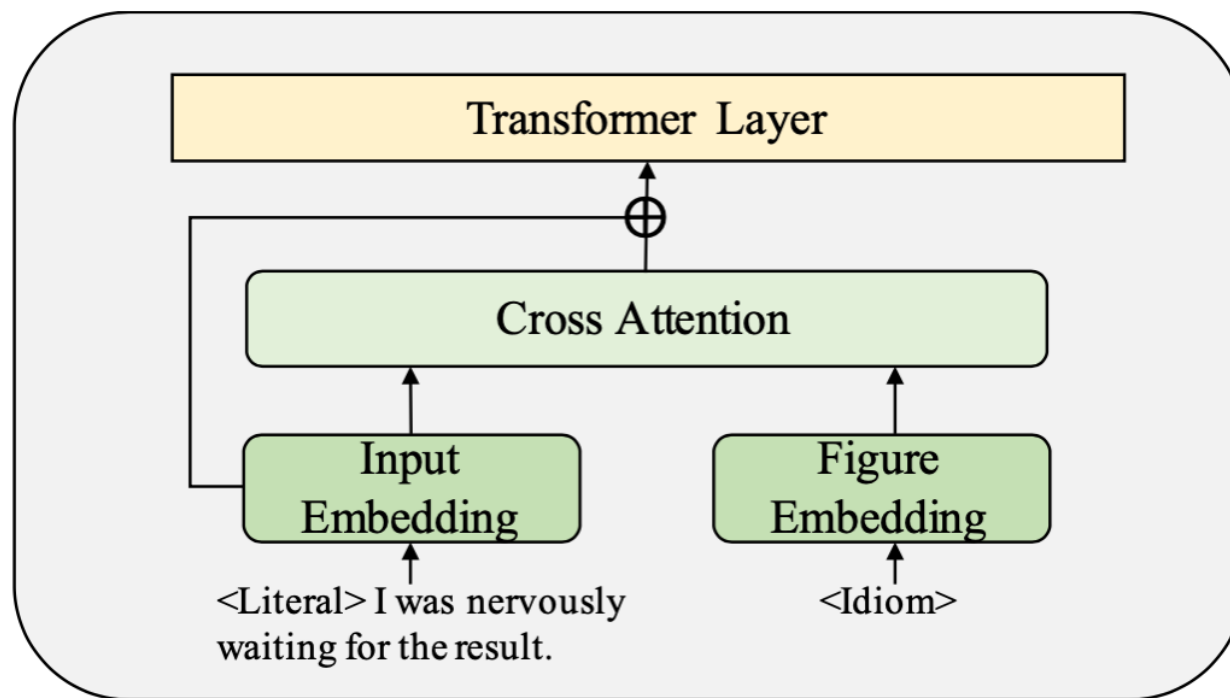 Transformer Layer
Cross Attention
Input
Embedding
Figure
Embedding
<Literal> I was nervously
waiting for the result.
<Idiom>